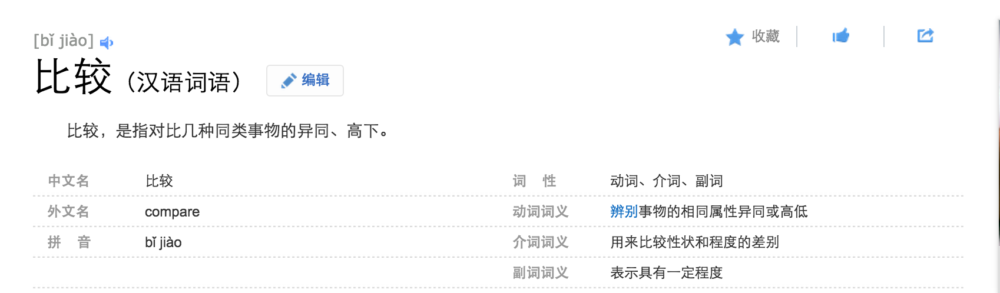 [bǐ jiào]
收藏
比较（汉语词语）
编辑
比较，是指对比几种同类事物的异同、高下。
中文名 比较 词 性 动词、介词、副词
外文名 compare 动词词义 辨别事物的相同属性异同或高低
拼 音 bǐ jiào 介词词义 用来比较性状和程度的差别
副词词义 表示具有一定程度